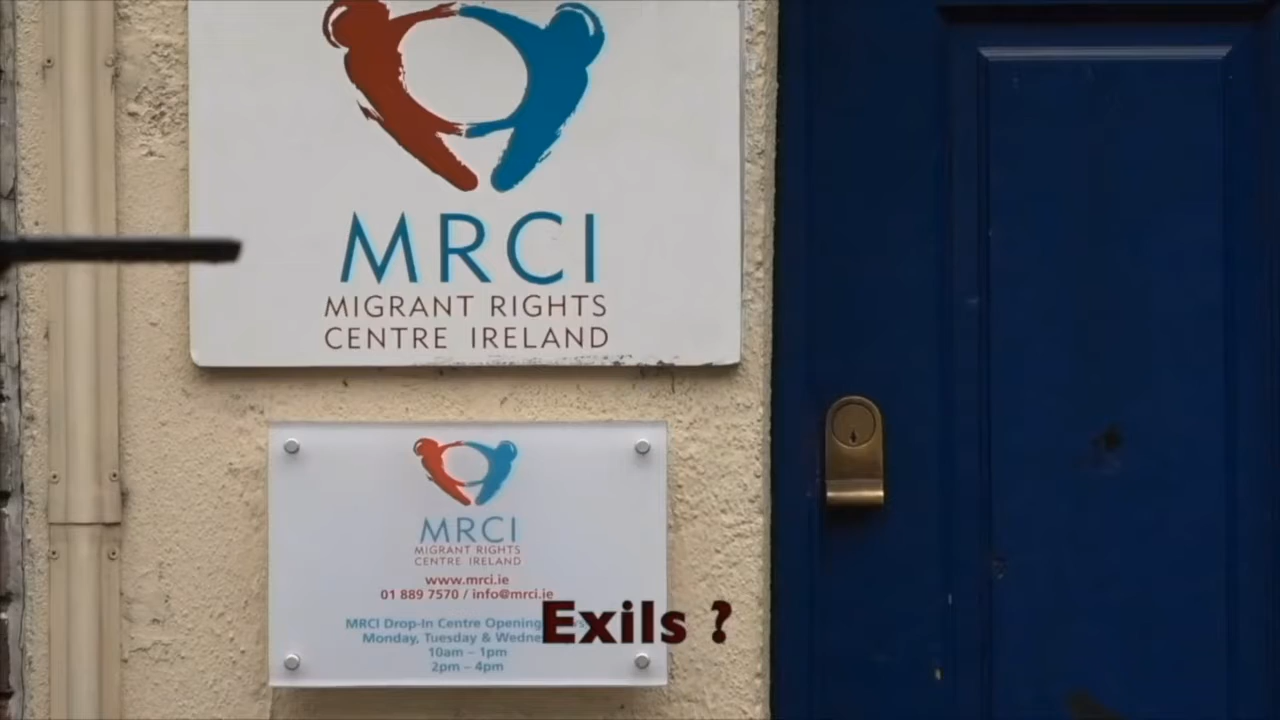 MRCI
MIGRANT RIGHTS
CENTRE IRELAND
MRCI
MIGRANT RIGHTS
CENTRE IRELAND
www.mrci.ie
01 889 7570 / info@mrci.ie
MRCI Drop-In Centre Opening
Monday, Tuesday &
10am – 1pm
2pm – 4pm
Exils ?